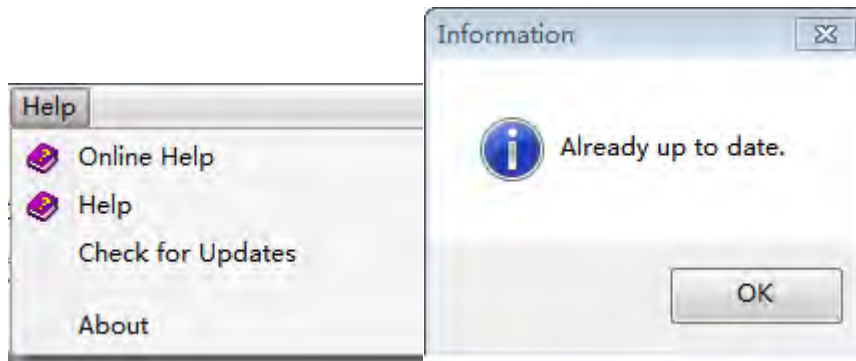 Help
Online Help
Help
Check for Updates
About
Information
Already up to date.
OK